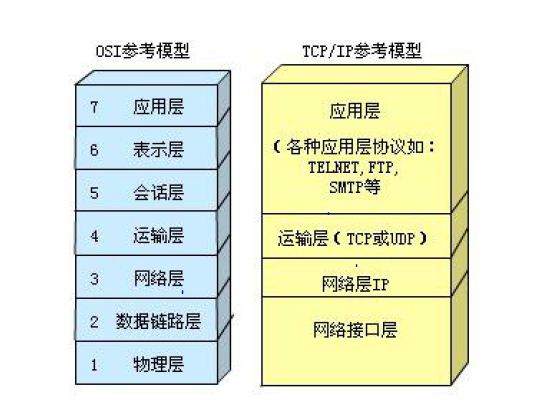 OSI参考模型
7 应用层
6 表示层
5 会话层
4 运输层
3 网络层
2 数据链路层
1 物理层
TCP/IP参考模型
应用层
(各种应用层协议如:
TELNET,FTP,
SMTP等
运输层(TCP或UDP)
网络层IP
网络接口层